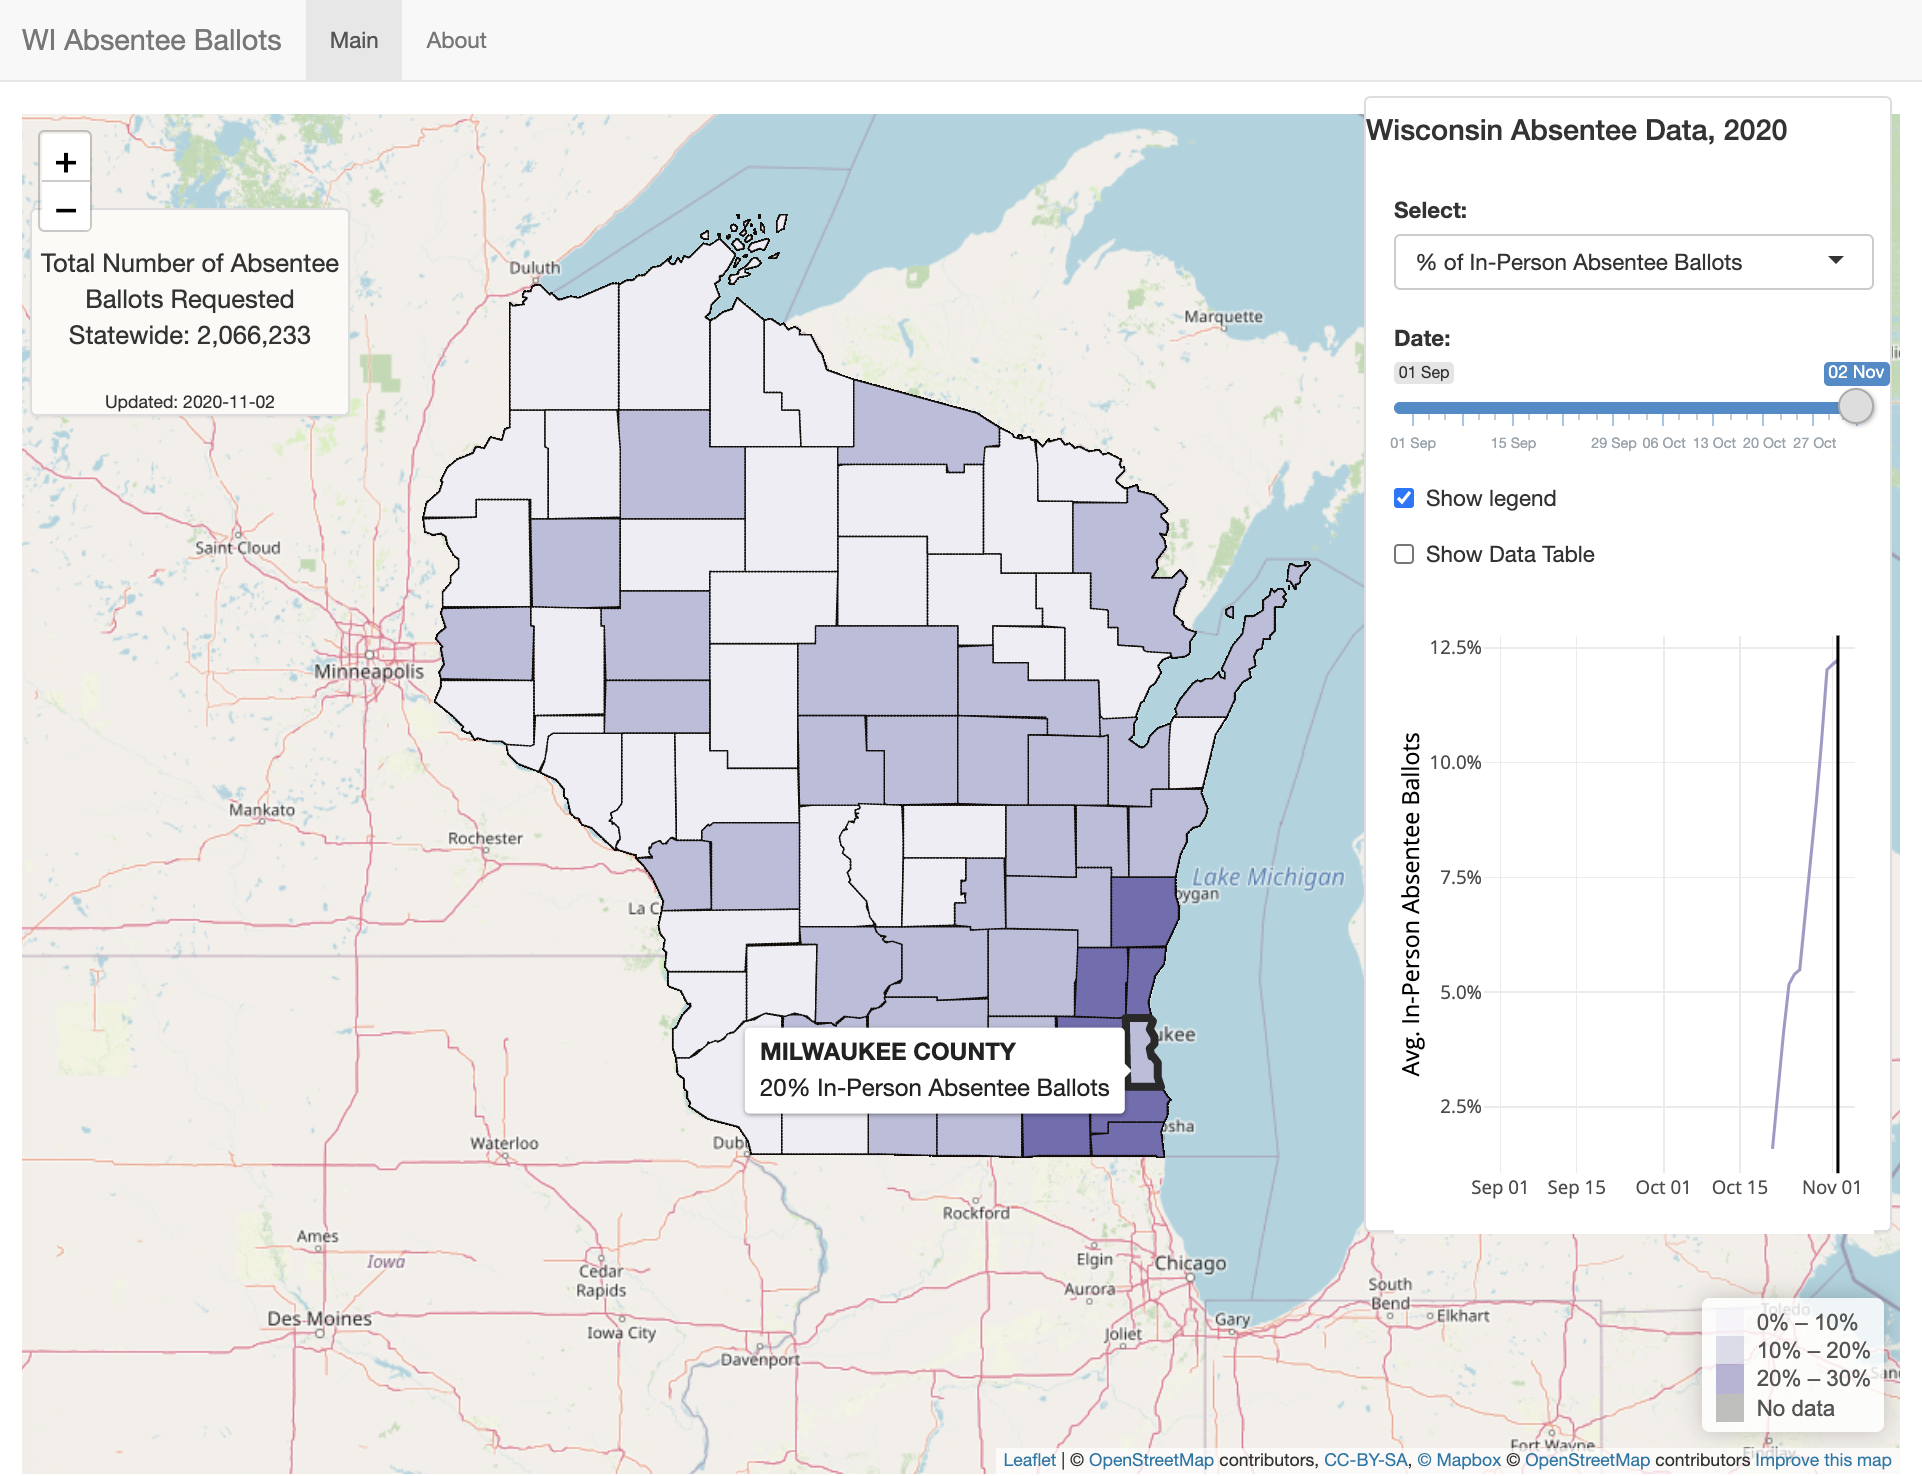 WI Absentee Ballots
Main
About
+
−
Total Number of Absentee
Ballots Requested
Statewide: 2,066,233
Updated: 2020-11-02
Wisconsin Absentee Data, 2020
Select:
% of In-Person Absentee Ballots
Date:
01 Sep
02 Nov
01 Sep 15 Sep 29 Sep 06 Oct 13 Oct 20 Oct 27 Oct
Show legend
Show Data Table
12.5%
10.0%
7.5%
5.0%
2.5%
Avg. In-Person Absentee Ballots
Sep 01 Sep 15 Oct 01 Oct 15 Nov 01
Duluth
Marquette
Saint Cloud
Minneapolis
Mankato
Rochester
La C
Lake Michigan
oygan
ukee
MILWAUKEE COUNTY
20% In-Person Absentee Ballots
osha
Waterloo
Dubu
Rockford
Ames
Iowa
Cedar
Rapids
Elgin
Chicago
Aurora
South
Bend
Elkhart
Des Moines
Iowa City
Joliet
Gary
Davenport
Toledo
0% – 10%
10% – 20%
20% – 30%
No data
San
Fort Wayne
Findlay
Leaflet | © OpenStreetMap contributors, CC-BY-SA, © Mapbox © OpenStreetMap contributors Improve this map